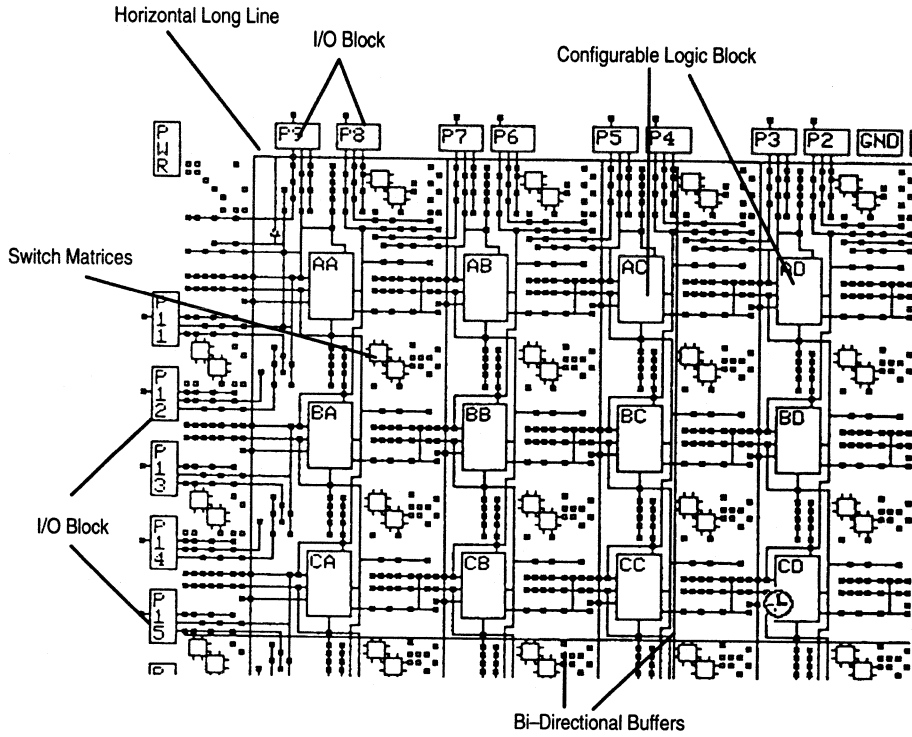 Horizontal Long Line
I/O Block
Configurable Logic Block
PWR
P9
P8
P7
P6
P5
P4
P3
P2
GND
Switch Matrices
AA
AB
AC
AD
P11
P12
BA
BB
BC
BD
P13
I/O Block
P14
CA
CB
CC
CD
P15
P
Bi–Directional Buffers